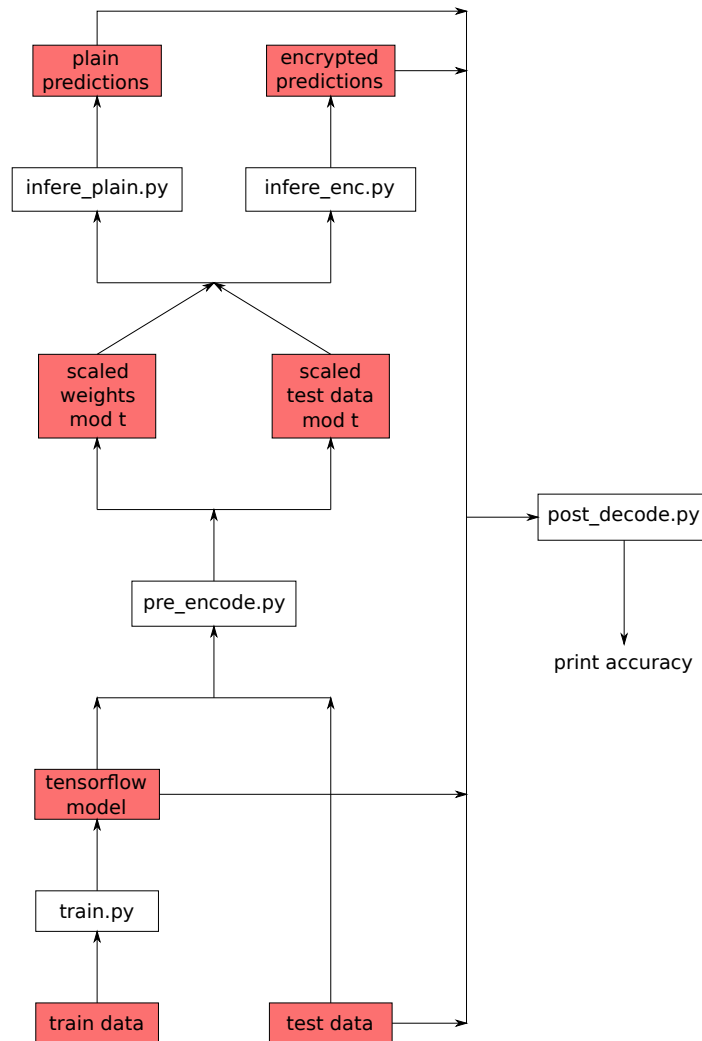 plain
predictions
encrypted
predictions
infere_plain.py
infere_enc.py
scaled
weights
mod t
scaled
test data
mod t
post_decode.py
pre_encode.py
print accuracy
tensorflow
model
train.py
train data
test data